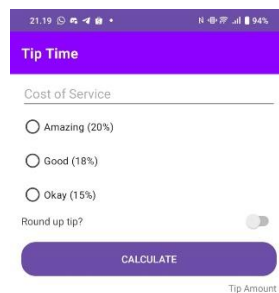 21.19 94%
Tip Time
Cost of Service
Amazing (20%)
Good (18%)
Okay (15%)
Round up tip?
CALCULATE
Tip Amount